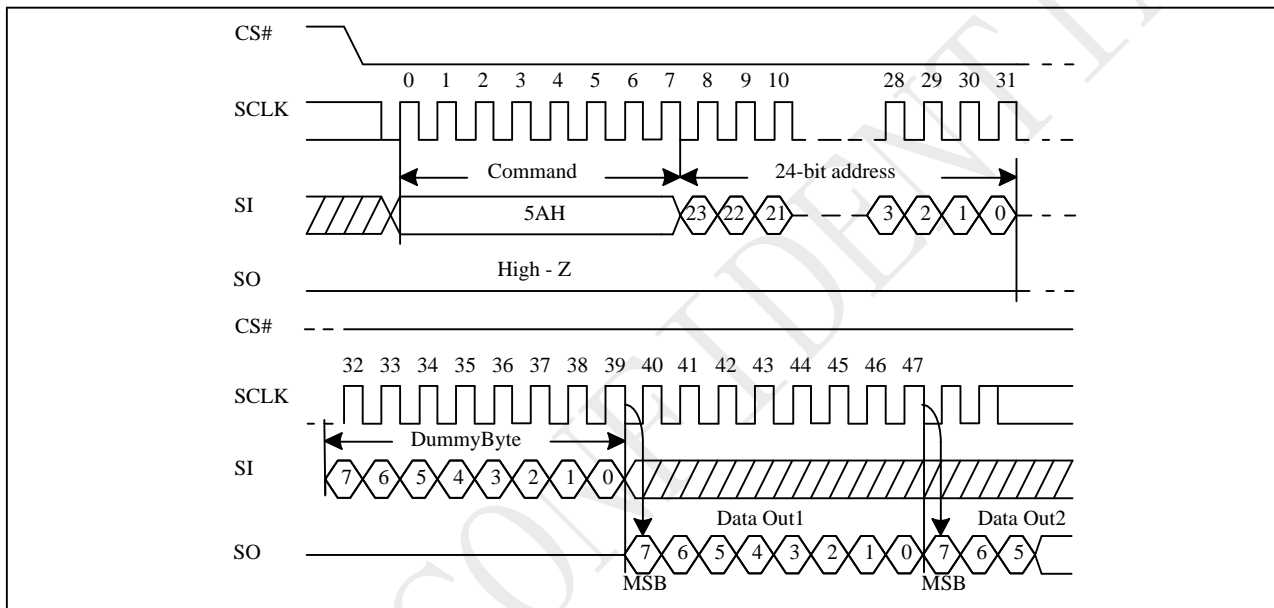 CS#
0 1 2 3 4 5 6 7 8 9 10 28 29 30 31
SCLK
Command 24-bit address
SI 5AH 23 22 21 3 2 1 0
High - Z
SO
CS#
32 33 34 35 36 37 38 39 40 41 42 43 44 45 46 47
SCLK
DummyByte
SI 7 6 5 4 3 2 1 0
Data Out1 Data Out2
SO 7 6 5 4 3 2 1 0 7 6 5
MSB MSB
CONFIDENTIA